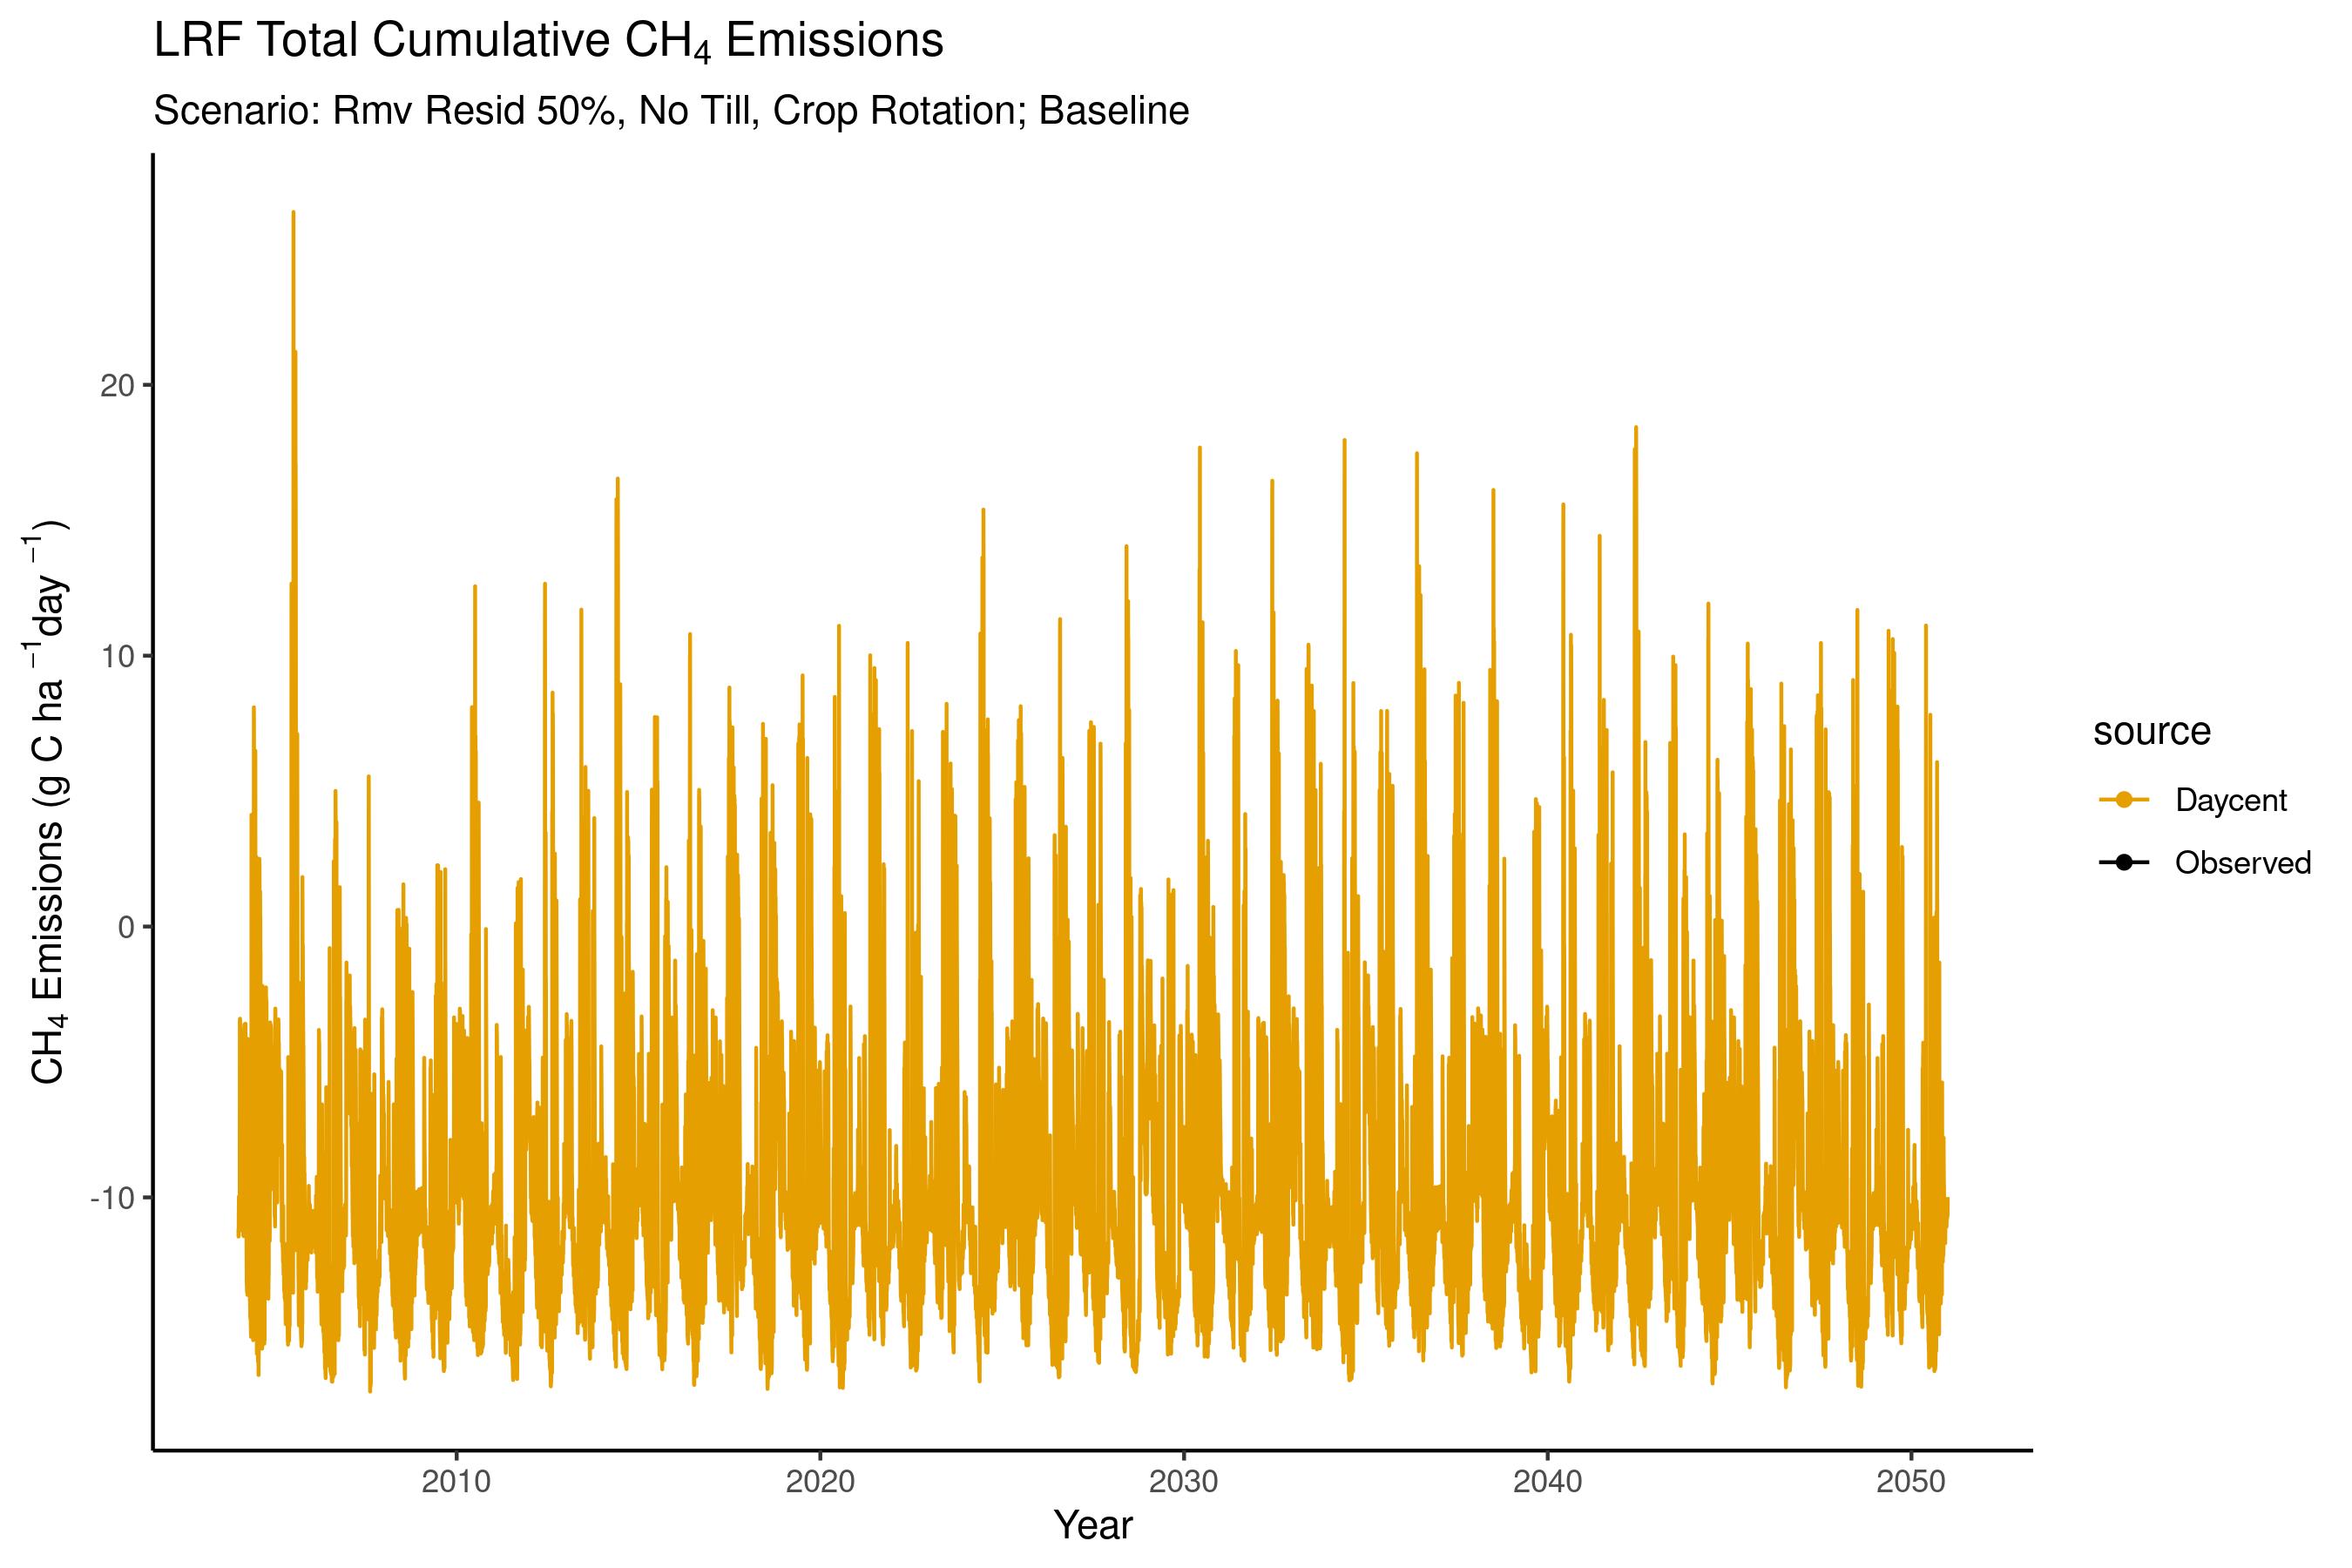 LRF Total Cumulative CH₄ Emissions
Scenario: Rmv Resid 50%, No Till, Crop Rotation; Baseline
CH₄ Emissions (g C ha ⁻¹day ⁻¹)
20
10
0
-10
2010 2020 2030 2040 2050
Year
source
Daycent
Observed